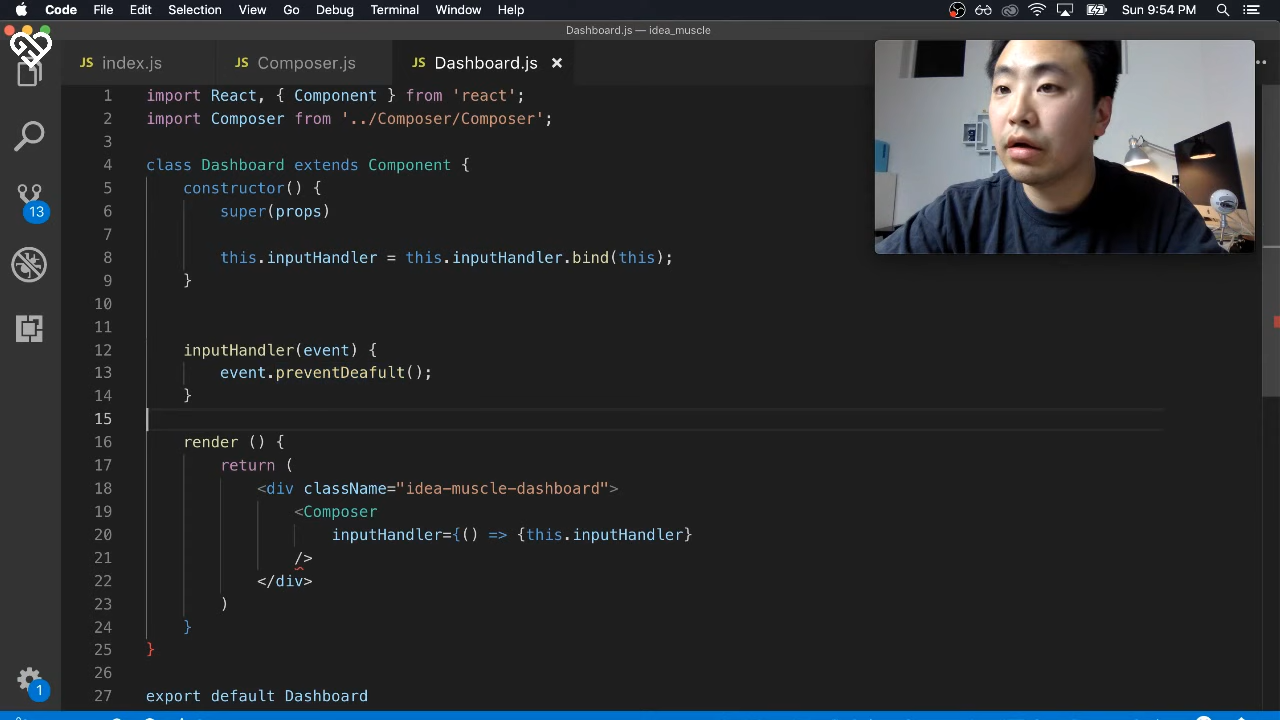 Code File Edit Selection View Go Debug Terminal Window Help Sun 9:54 PM
Dashboard.js — idea_muscle
JS index.js JS Composer.js JS Dashboard.js
1 import React, { Component } from 'react';
2 import Composer from '../Composer/Composer';
3
4 class Dashboard extends Component {
5 constructor() {
6 super(props)
7
8 this.inputHandler = this.inputHandler.bind(this);
9 }
10
11
12 inputHandler(event) {
13 event.preventDeafult();
14 }
15
16 render () {
17 return (
18 <div className="idea-muscle-dashboard">
19 <Composer
20 inputHandler={() => {this.inputHandler}
21 />
22 </div>
23 )
24 }
25 }
26
27 export default Dashboard
13
1